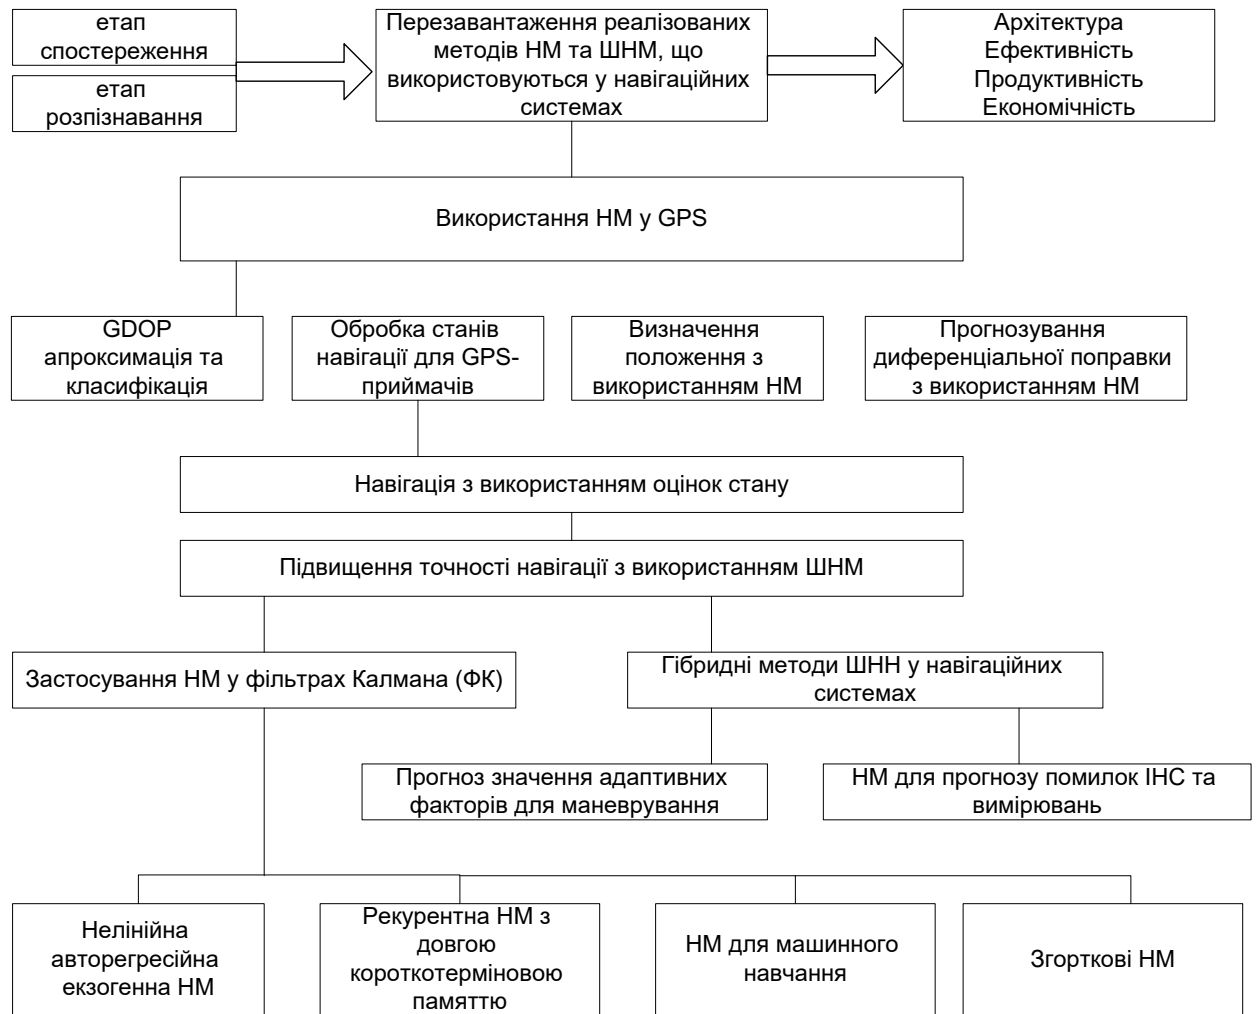 етап
спостереження
етап
розпізнавання
Перезавантаження реалізованих
методів НМ та ШНМ, що
використовуються у навігаційних
системах
Архітектура
Ефективність
Продуктивність
Економічність
Використання НМ у GPS
GDOP
апроксимація та
класифікація
Обробка станів
навігації для GPS-
приймачів
Визначення
положення з
використанням НМ
Прогнозування
диференціальної поправки
з використанням НМ
Навігація з використанням оцінок стану
Підвищення точності навігації з використанням ШНМ
Застосування НМ у фільтрах Калмана (ФК)
Гібридні методи ШНН у навігаційних
системах
Прогноз значення адаптивних
факторів для маневрування
НМ для прогнозу помилок ІНС та
вимірювань
Нелінійна
авторегресійна
екзогенна НМ
Рекурентна НМ з
довгою
короткотерміновою
памяттю
НМ для машинного
навчання
Згорткові НМ